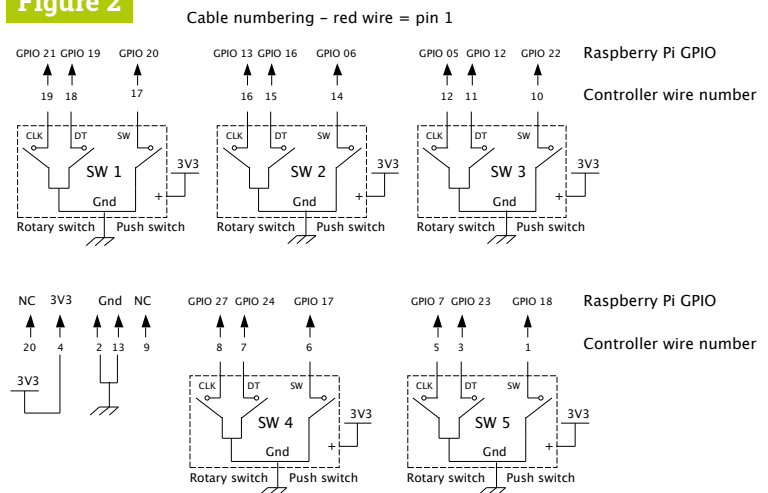 Figure 2
Cable numbering – red wire = pin 1
GPIO 21 GPIO 19 GPIO 20 GPIO 13 GPIO 16 GPIO 06 GPIO 05 GPIO 12 GPIO 22 Raspberry Pi GPIO
19 18 17 16 15 14 12 11 10 Controller wire number
CLK DT SW CLK DT SW CLK DT SW
SW 1 3V3 SW 2 3V3 SW 3 3V3
Gnd + Gnd + Gnd +
Rotary switch Push switch Rotary switch Push switch Rotary switch Push switch
NC 3V3 Gnd NC GPIO 27 GPIO 24 GPIO 17 GPIO 7 GPIO 23 GPIO 18 Raspberry Pi GPIO
20 4 2 13 9 8 7 6 5 3 1 Controller wire number
3V3 CLK DT SW CLK DT SW
SW 4 3V3 SW 5 3V3
Gnd + Gnd +
Rotary switch Push switch Rotary switch Push switch